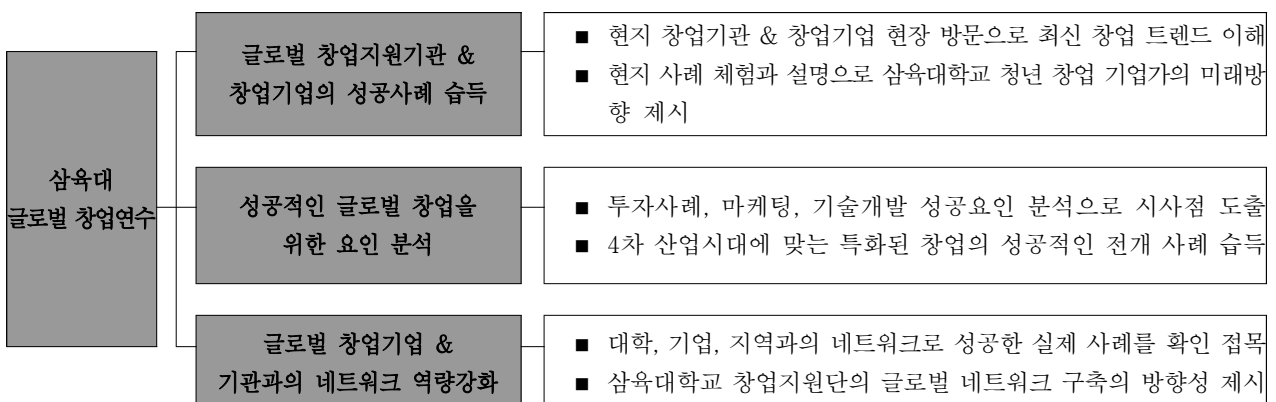 삼육대
글로벌 창업연수
글로벌 창업지원기관 &
창업기업의 성공사례 습득
■ 현지 창업기관 & 창업기업 현장 방문으로 최신 창업 트렌드 이해
■ 현지 사례 체험과 설명으로 삼육대학교 청년 창업 기업가의 미래방
향 제시
성공적인 글로벌 창업을
위한 요인 분석
■ 투자사례, 마케팅, 기술개발 성공요인 분석으로 시사점 도출
■ 4차 산업시대에 맞는 특화된 창업의 성공적인 전개 사례 습득
글로벌 창업기업 &
기관과의 네트워크 역량강화
■ 대학, 기업, 지역과의 네트워크로 성공한 실제 사례를 확인 접목
■ 삼육대학교 창업지원단의 글로벌 네트워크 구축의 방향성 제시